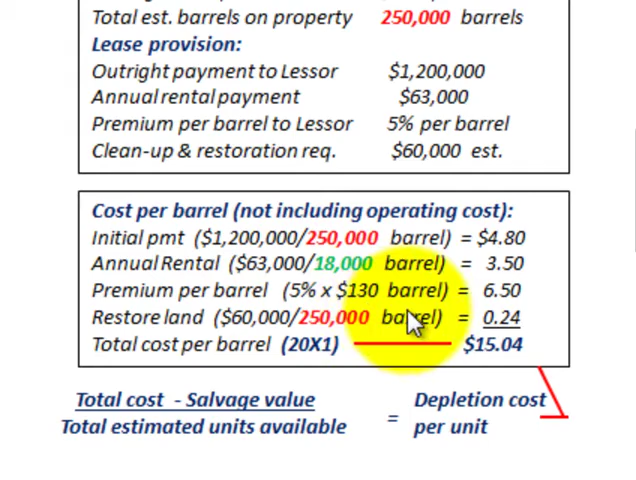 Total est. barrels on property 250,000 barrels
Lease provision:
Outright payment to Lessor $1,200,000
Annual rental payment $63,000
Premium per barrel to Lessor 5% per barrel
Clean-up & restoration req. $60,000 est.
Cost per barrel (not including operating cost):
Initial pmt ($1,200,000/250,000 barrel) = $4.80
Annual Rental ($63,000/18,000 barrel) = 3.50
Premium per barrel (5% x $130 barrel) = 6.50
Restore land ($60,000/250,000 barrel) = 0.24
Total cost per barrel (20X1) $15.04
Total cost - Salvage value
Total estimated units available
=
Depletion cost
per unit